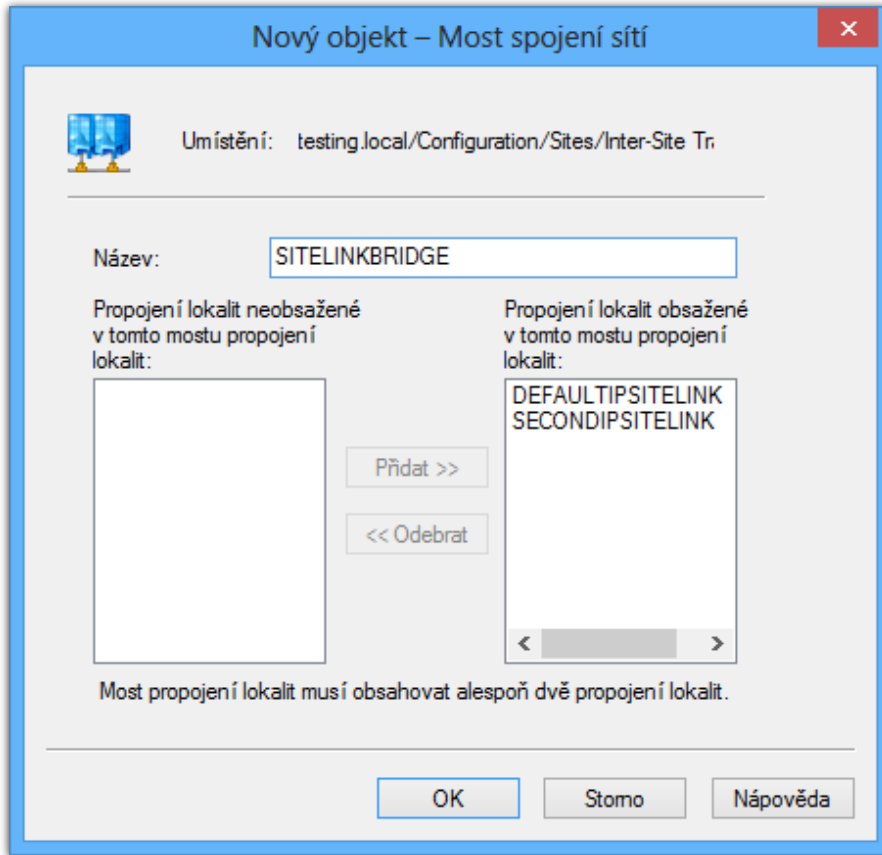 Nový objekt – Most spojení sítí
Umístění: testing.local/Configuration/Sites/Inter-Site Tr
Název: SITELINKBRIDGE
Propojení lokalit neobsažené
v tomto mostu propojení
lokalit:
Propojení lokalit obsažené
v tomto mostu propojení
lokalit:
DEFAULTIPSITELINK
SECONDIPSITELINK
Přidat >>
<< Odebrat
Most propojení lokalit musí obsahovat alespoň dvě propojení lokalit.
OK Storno Nápověda